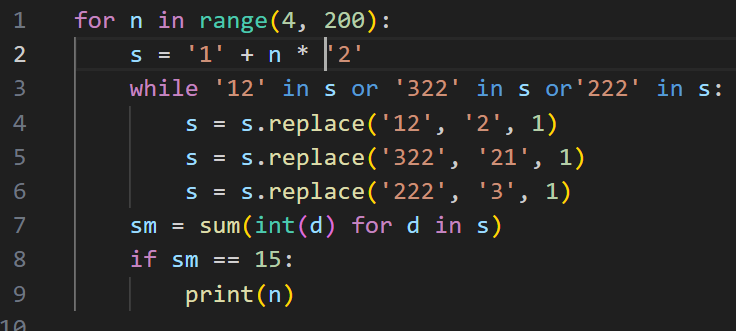 1 for n in range(4, 200):
2     s = '1' + n * '2'
3     while '12' in s or '322' in s or'222' in s:
4         s = s.replace('12', '2', 1)
5         s = s.replace('322', '21', 1)
6         s = s.replace('222', '3', 1)
7     sm = sum(int(d) for d in s)
8     if sm == 15:
9         print(n)
10